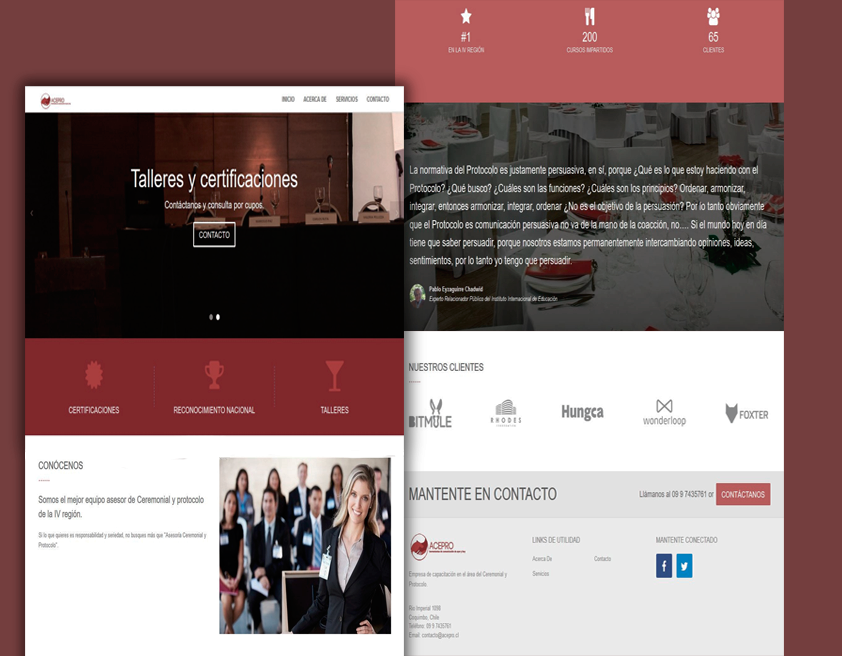 ACEPRO
INICIO ACERCA DE SERVICIOS CONTACTO
Talleres y certificaciones
Contáctanos y consulta por cupos.
CONTACTO
CERTIFICACIONES RECONOCIMIENTO NACIONAL TALLERES
CONÓCENOS
Somos el mejor equipo asesor de Ceremonial y protocolo
de la IV región.
Si lo que quieres es responsabilidad y seriedad, no busques más que "Asesoría Ceremonial y
Protocolo".
#1 200 65
EN LA IV REGIÓN CURSOS IMPARTIDOS CLIENTES
La normativa del Protocolo es justamente persuasiva, en sí, porque ¿Qué es lo que estoy haciendo con el
Protocolo? ¿Qué busco? ¿Cuáles son las funciones? ¿Cuáles son los principios? Ordenar, armonizar,
integrar, entonces armonizar, integrar, ordenar ¿No es el objetivo de la persuasión? Por lo tanto obviamente
que el Protocolo es comunicación persuasiva no va de la mano de la coacción, no.... Si el mundo hoy en día
tiene que saber persuadir, porque nosotros estamos permanentemente intercambiando opiniones, ideas,
sentimientos, por lo tanto yo tengo que persuadir.
Pablo Eyzaguirre Chadwid
Experto Relacionador Público del Instituto Internacional de Educación
NUESTROS CLIENTES
BITMULE RHODES Hungca wonderloop FOXTER
MANTENTE EN CONTACTO Llámanos al 09 9 7435761 or CONTÁCTANOS
ACEPRO LINKS DE UTILIDAD MANTENTE CONECTADO
Acerca De Contacto
Servicios
Empresa de capacitación en el área del Ceremonial y
Protocolo.
Rio Imperial 1698
Coquimbo, Chile
Teléfono: 09 9 7435761
Email: contacto@acepro.cl